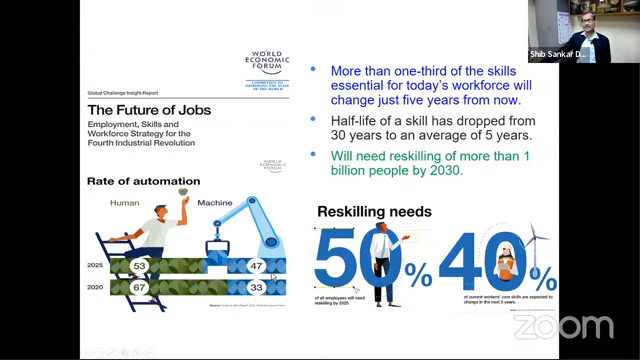 Shib Sankar D...
WORLD
ECONOMIC
FORUM
COMMITTED TO
IMPROVING THE STATE
OF THE WORLD
Global Challenge Insight Report
The Future of Jobs
Employment, Skills and
Workforce Strategy for the
Fourth Industrial Revolution
• More than one-third of the skills
essential for today's workforce will
change just five years from now.
• Half-life of a skill has dropped from
30 years to an average of 5 years.
• Will need reskilling of more than 1
billion people by 2030.
Rate of automation
Human
Machine
2025
53
47
2020
67
33
Reskilling needs
50%
of all employees will need
reskilling by 2025.
40%
of current workers' core skills are expected to
change in the next 5 years.
zoom